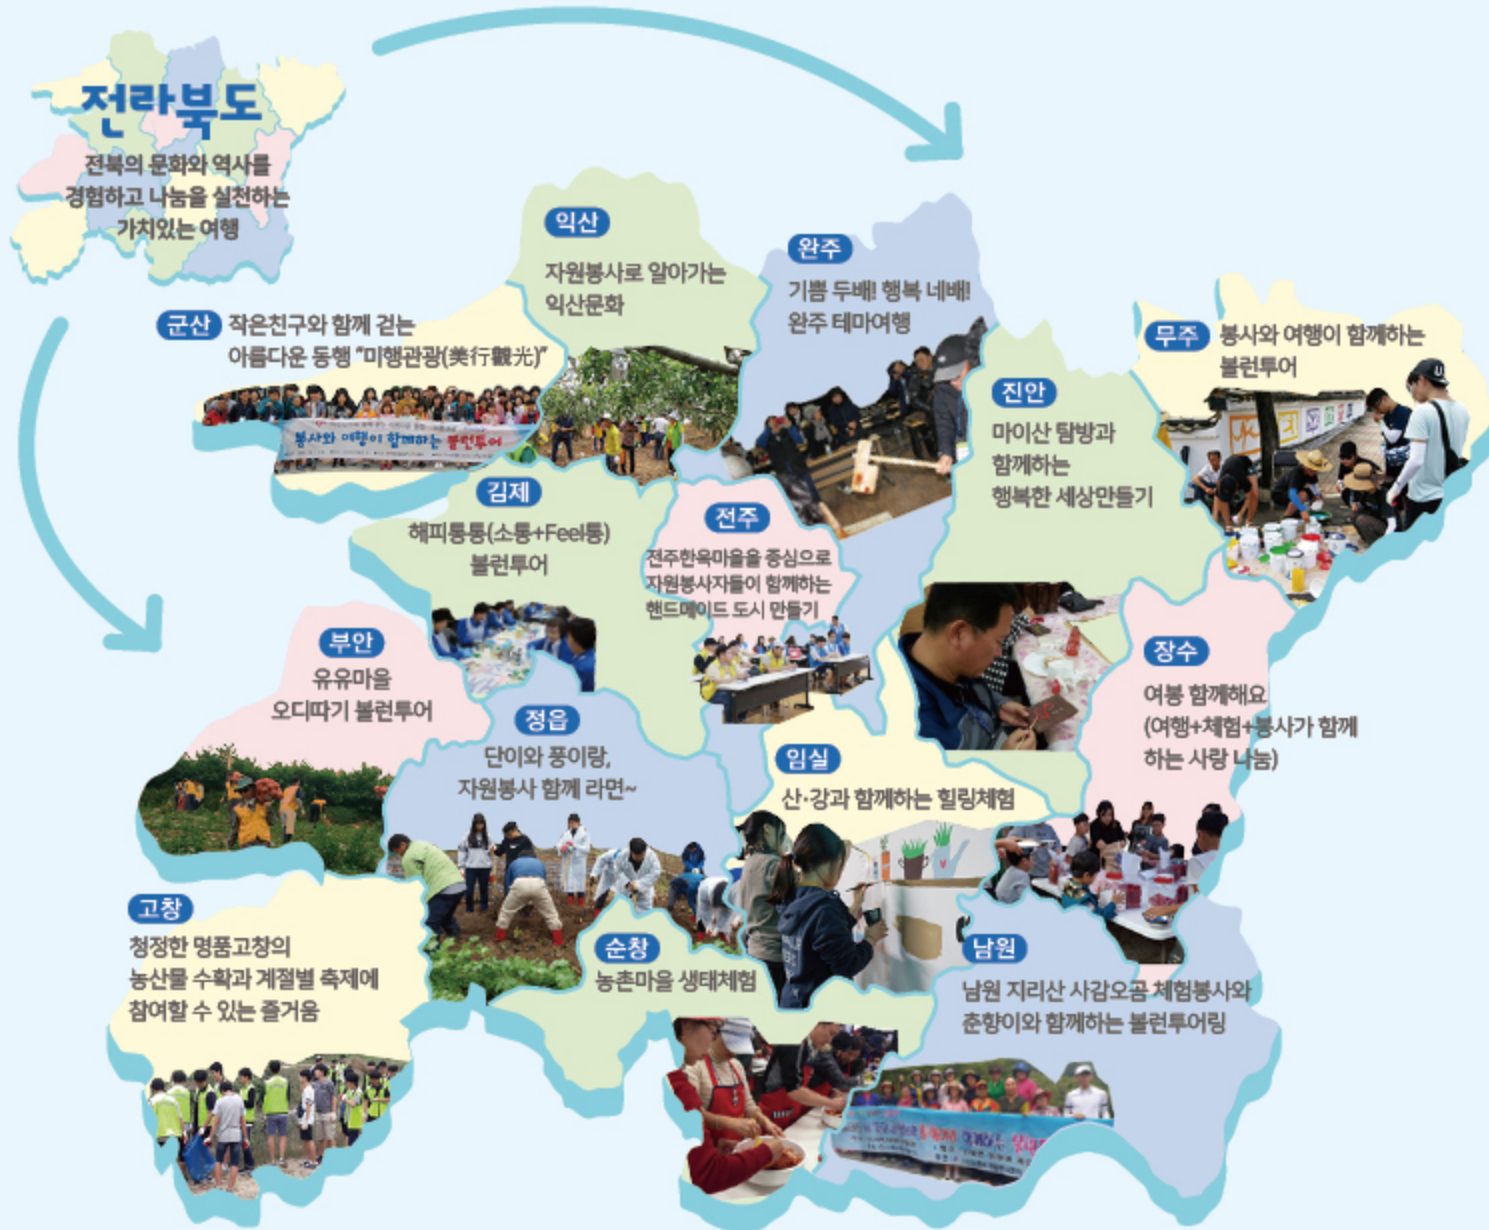 전라북도
전북의 문화와 역사를
경험하고 나눔을 실천하는
가치있는 여행
익산
자원봉사로 알아가는
익산문화
완주
기쁨 두배! 행복 네배!
완주 테마여행
군산
작은친구와 함께 걷는
아름다운 동행 "미행관광(美行觀光)"
봉사와 여행이 함께하는 볼런투어
무주
봉사와 여행이 함께하는
볼런투어
진안
마이산 탐방과
함께하는
행복한 세상만들기
김제
해피통통(소통+Feel통)
볼런투어
전주
전주한옥마을을 중심으로
자원봉사자들이 함께하는
핸드메이드 도시 만들기
부안
유유마을
오디따기 볼런투어
장수
여봉 함께해요
(여행+체험+봉사가 함께
하는 사랑 나눔)
정읍
단이와 풍이랑,
자원봉사 함께 라면~
임실
산·강과 함께하는 힐링체험
고창
청정한 명품고창의
농산물 수확과 계절별 축제에
참여할 수 있는 즐거움
순창
농촌마을 생태체험
남원
남원 지리산 사감오곰 체험봉사와
춘향이와 함께하는 볼런투어링